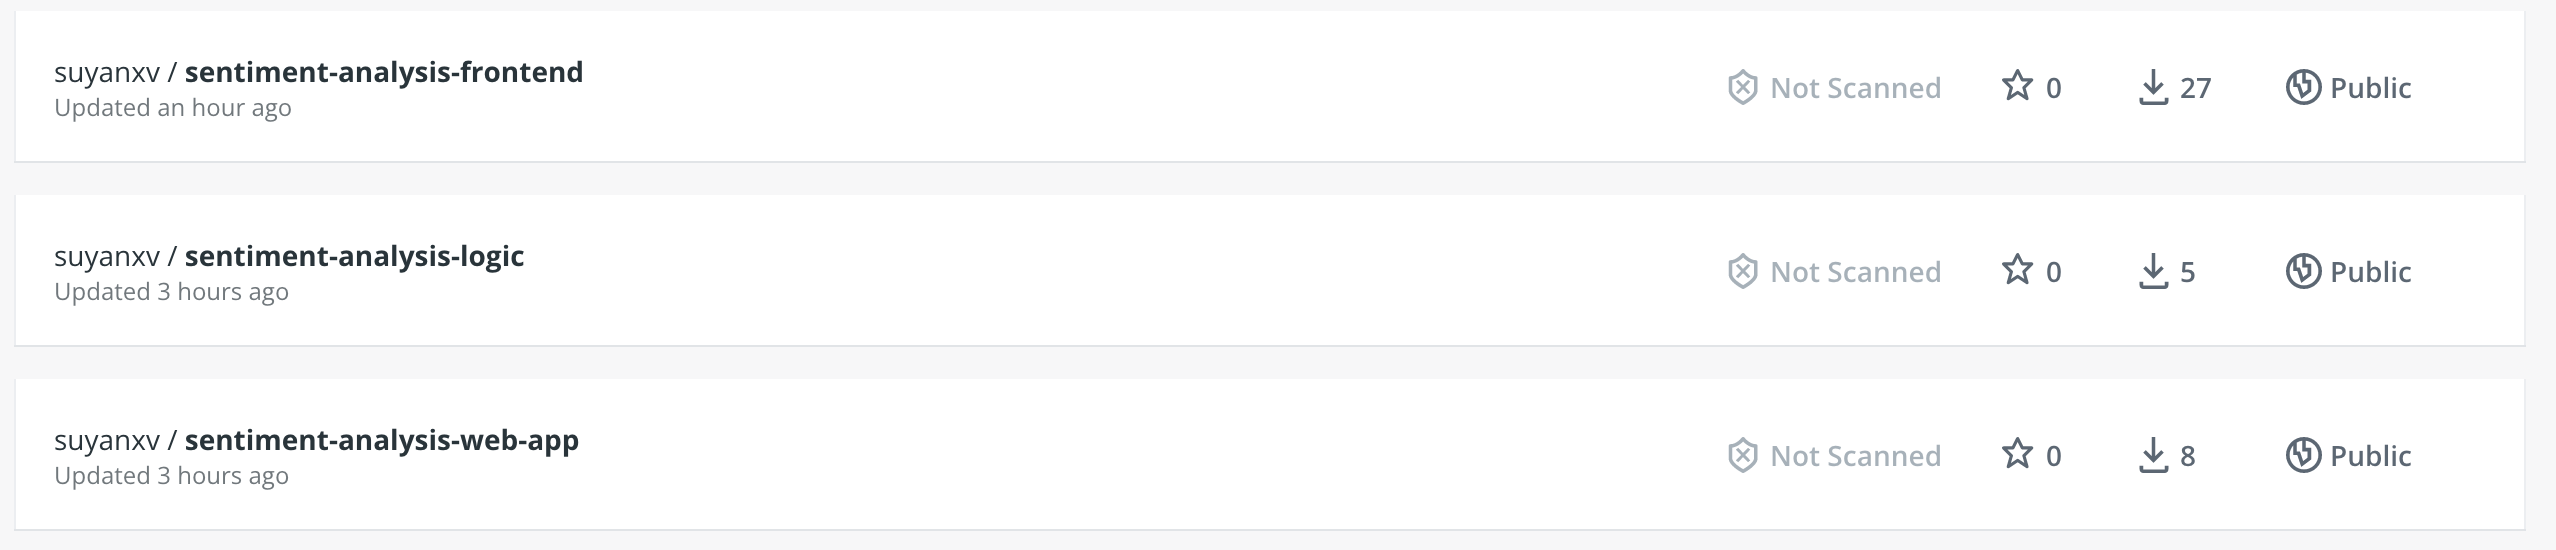 suyanxv / sentiment-analysis-frontend
Updated an hour ago
Not Scanned
0
27
Public
suyanxv / sentiment-analysis-logic
Updated 3 hours ago
Not Scanned
0
5
Public
suyanxv / sentiment-analysis-web-app
Updated 3 hours ago
Not Scanned
0
8
Public